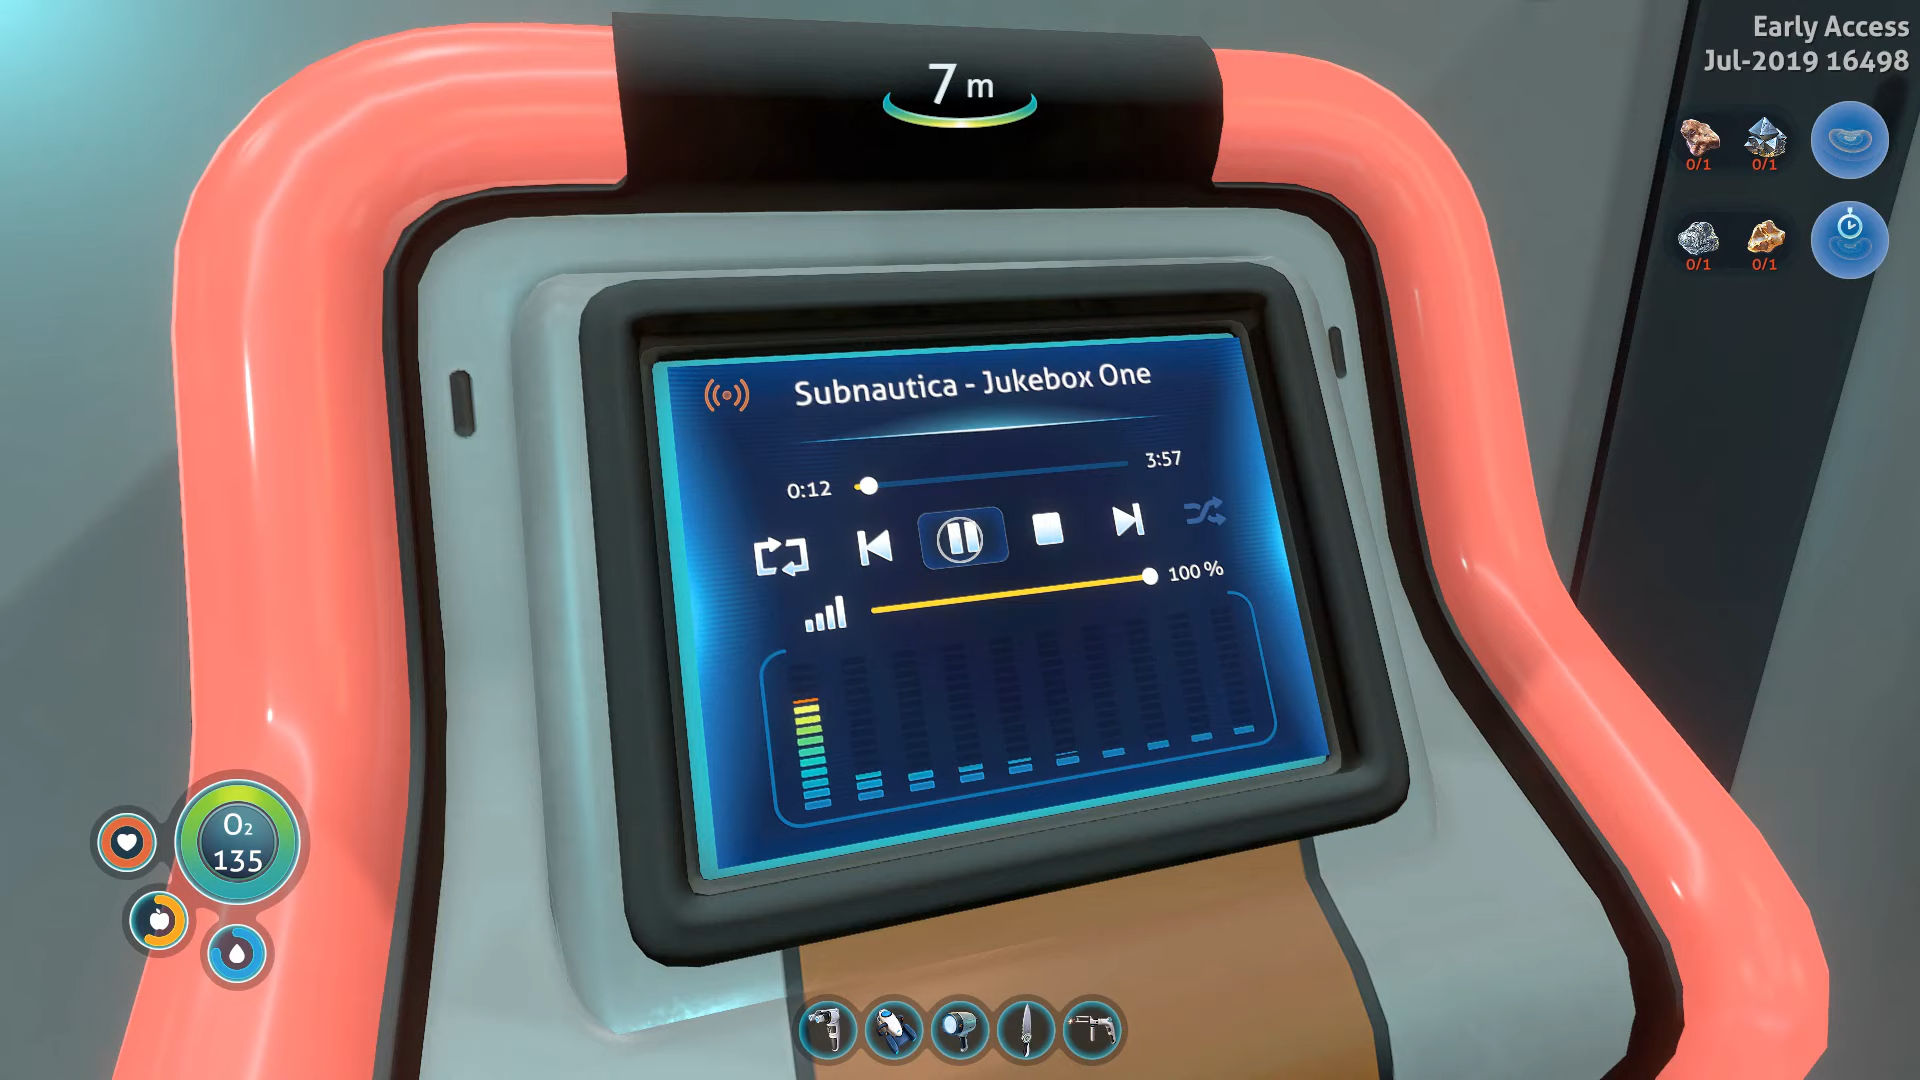 Early Access
Jul-2019 16498
7 m
0/1 0/1
0/1 0/1
Subnautica - Jukebox One
0:12 3:57
100 %
O₂
135